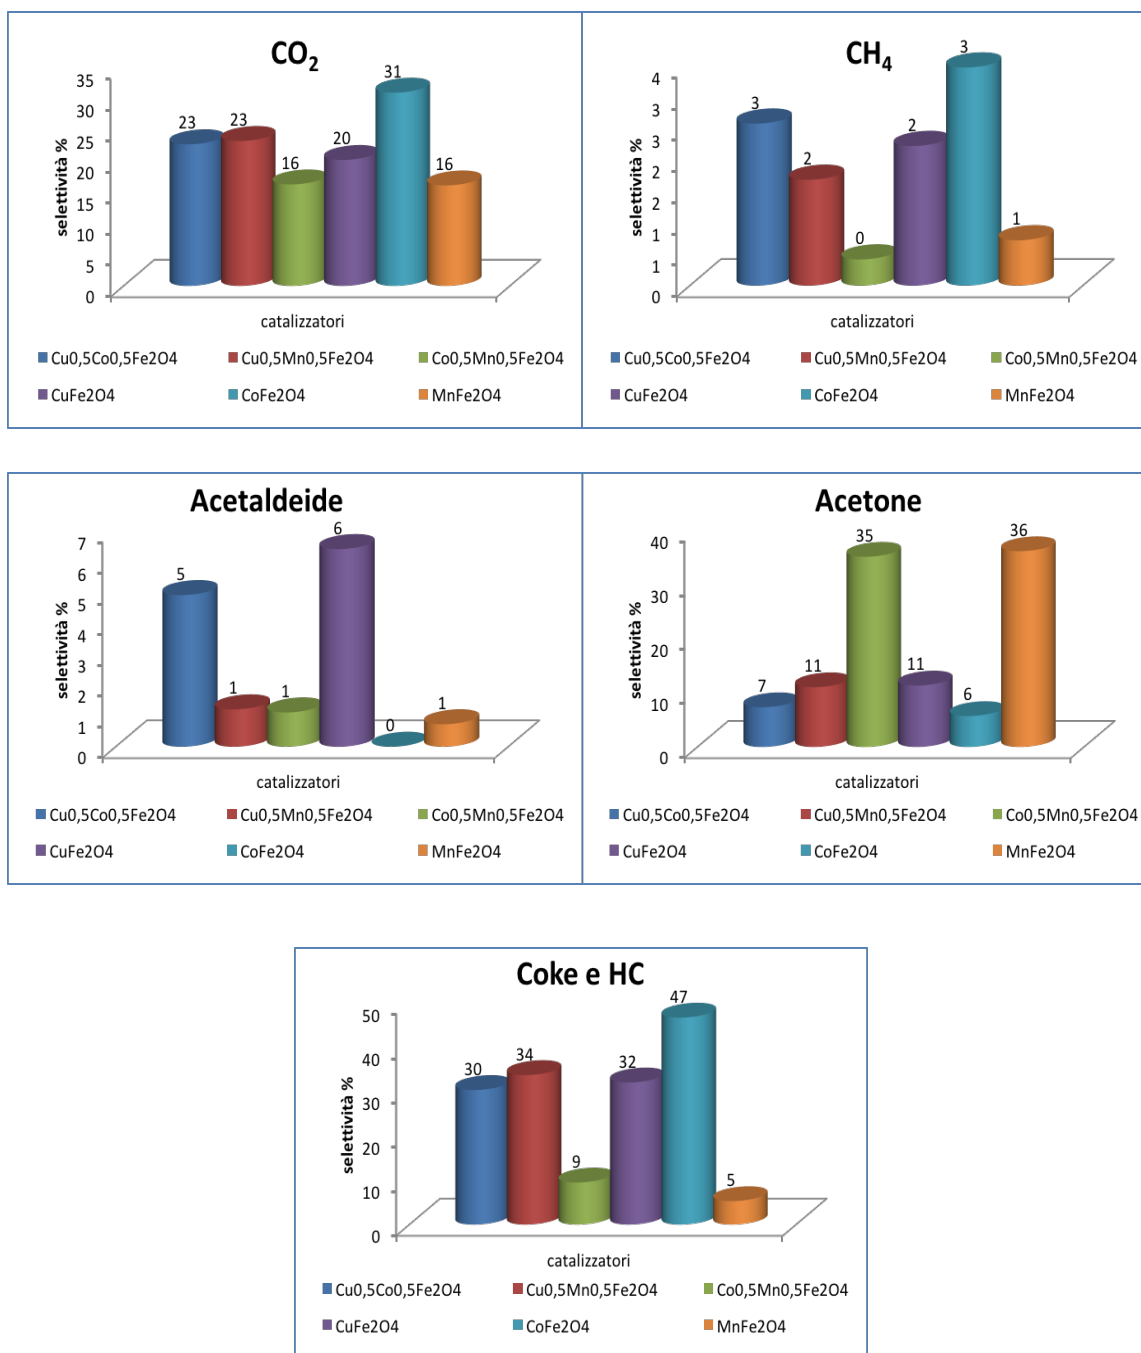 CO2
selettività %
35
30
25
20
15
10
5
0
23
23
16
20
31
16
catalizzatori
Cu0,5Co0,5Fe2O4 Cu0,5Mn0,5Fe2O4 Co0,5Mn0,5Fe2O4
CuFe2O4 CoFe2O4 MnFe2O4
CH4
selettività %
4
3
3
2
2
1
1
0
3
2
0
2
3
1
catalizzatori
Cu0,5Co0,5Fe2O4 Cu0,5Mn0,5Fe2O4 Co0,5Mn0,5Fe2O4
CuFe2O4 CoFe2O4 MnFe2O4
Acetaldeide
selettività %
7
6
5
4
3
2
1
0
5
1
1
6
0
1
catalizzatori
Cu0,5Co0,5Fe2O4 Cu0,5Mn0,5Fe2O4 Co0,5Mn0,5Fe2O4
CuFe2O4 CoFe2O4 MnFe2O4
Acetone
selettività %
40
30
20
10
0
7
11
35
11
6
36
catalizzatori
Cu0,5Co0,5Fe2O4 Cu0,5Mn0,5Fe2O4 Co0,5Mn0,5Fe2O4
CuFe2O4 CoFe2O4 MnFe2O4
Coke e HC
selettività %
50
40
30
20
10
0
30
34
9
32
47
5
catalizzatori
Cu0,5Co0,5Fe2O4 Cu0,5Mn0,5Fe2O4 Co0,5Mn0,5Fe2O4
CuFe2O4 CoFe2O4 MnFe2O4